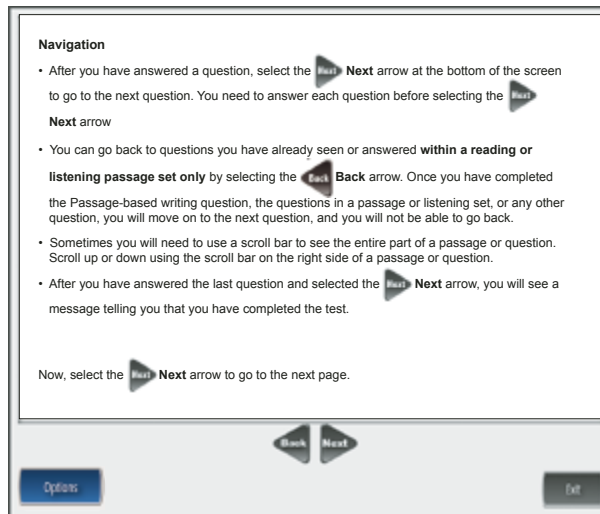 Navigation
• After you have answered a question, select the Next Next arrow at the bottom of the screen
to go to the next question. You need to answer each question before selecting the Next
Next arrow
• You can go back to questions you have already seen or answered within a reading or
listening passage set only by selecting the Back Back arrow. Once you have completed
the Passage-based writing question, the questions in a passage or listening set, or any other
question, you will move on to the next question, and you will not be able to go back.
• Sometimes you will need to use a scroll bar to see the entire part of a passage or question.
Scroll up or down using the scroll bar on the right side of a passage or question.
• After you have answered the last question and selected the Next Next arrow, you will see a
message telling you that you have completed the test.
Now, select the Next Next arrow to go to the next page.
Back Next
Options Exit